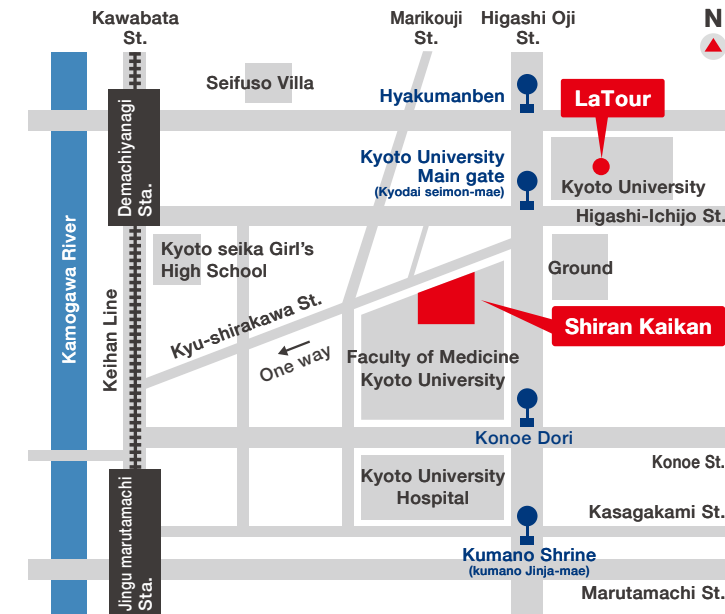 Kawabata
St.
Marikouji
St.
Higashi Oji
St.
N
Seifuso Villa
Hyakumanben
LaTour
Demachiyanagi
Sta.
Kyoto University
Main gate
(Kyodai seimon-mae)
Kyoto University
Higashi-Ichijo St.
Kamogawa River
Kyoto seika Girl's
High School
Ground
Keihan Line
Kyu-shirakawa St.
Shiran Kaikan
One way
Faculty of Medicine
Kyoto University
Konoe Dori
Konoe St.
Kyoto University
Hospital
Jingu marutamachi
Sta.
Kasagakami St.
Kumano Shrine
(kumano Jinja-mae)
Marutamachi St.